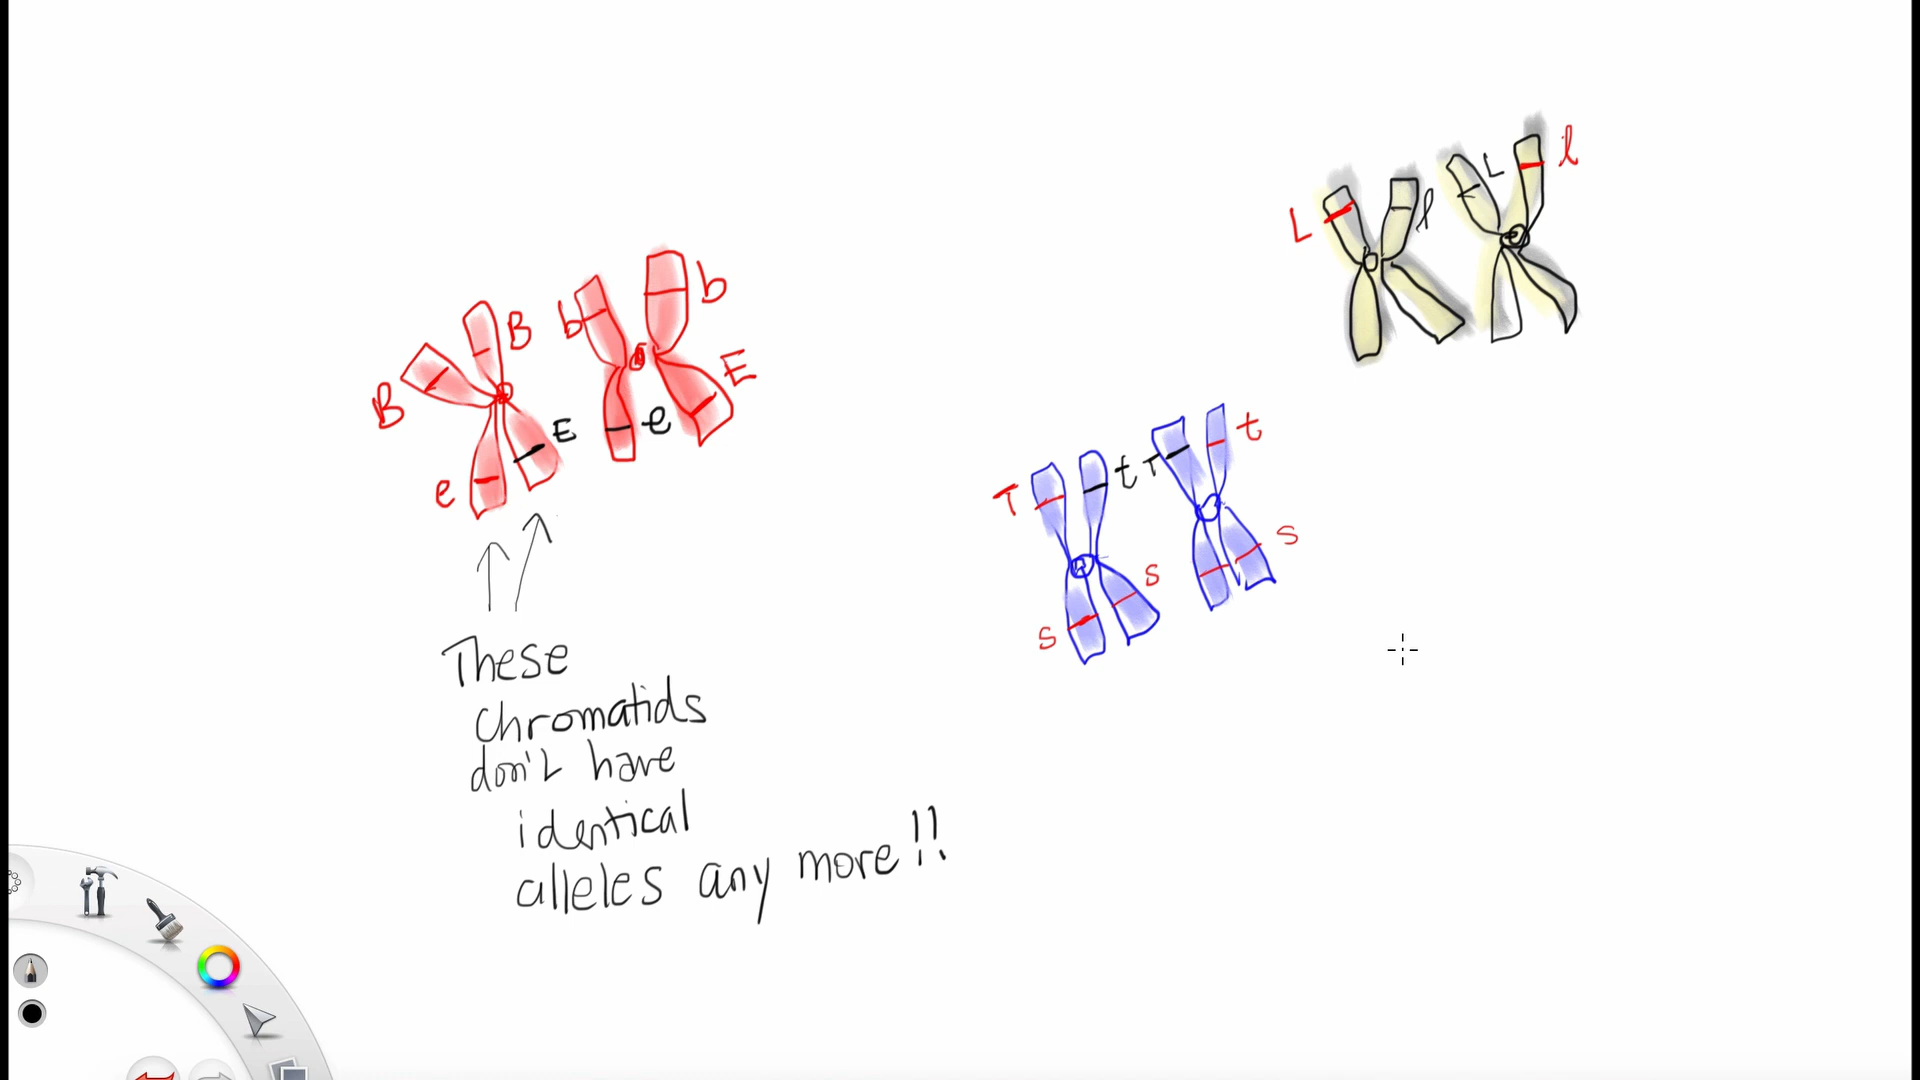 B
B
e
E
b
b
e
E
L
l
L
l
T
t
T
t
s
s
s
These
chromatids
don't have
identical
alleles any more!!